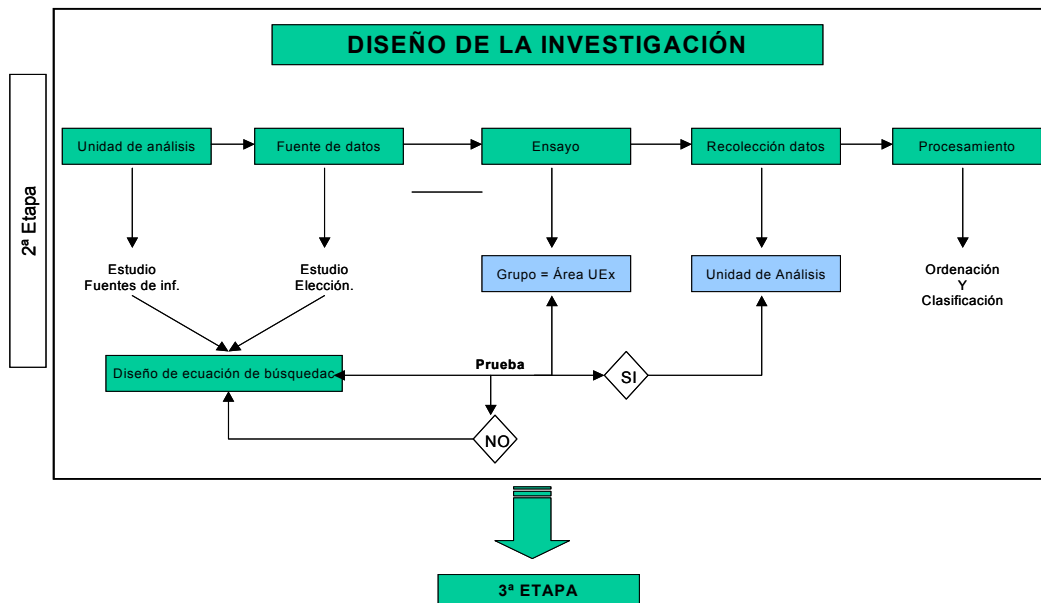 DISEÑO DE LA INVESTIGACIÓN
2ª Etapa
Unidad de análisis
Fuente de datos
Ensayo
Recolección datos
Procesamiento
Estudio
Fuentes de inf.
Estudio
Elección.
Grupo = Área UEx
Unidad de Análisis
Ordenación
Y
Clasificación
Diseño de ecuación de búsquedac
Prueba
SI
NO
3ª ETAPA